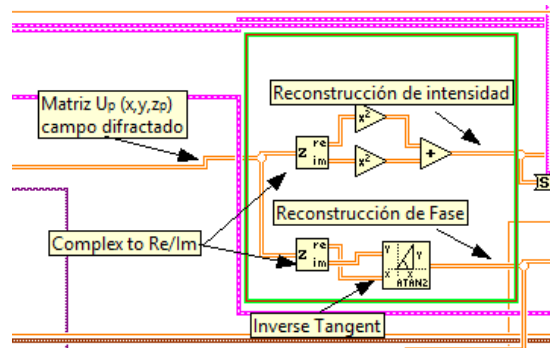 Matriz Up (x,y,zp)
campo difractado
Reconstrucción de intensidad
x²
z re
im
x²
+
S
Reconstrucción de Fase
Complex to Re/Im
z re
im
Y Y
X X
ATAN2
Inverse Tangent